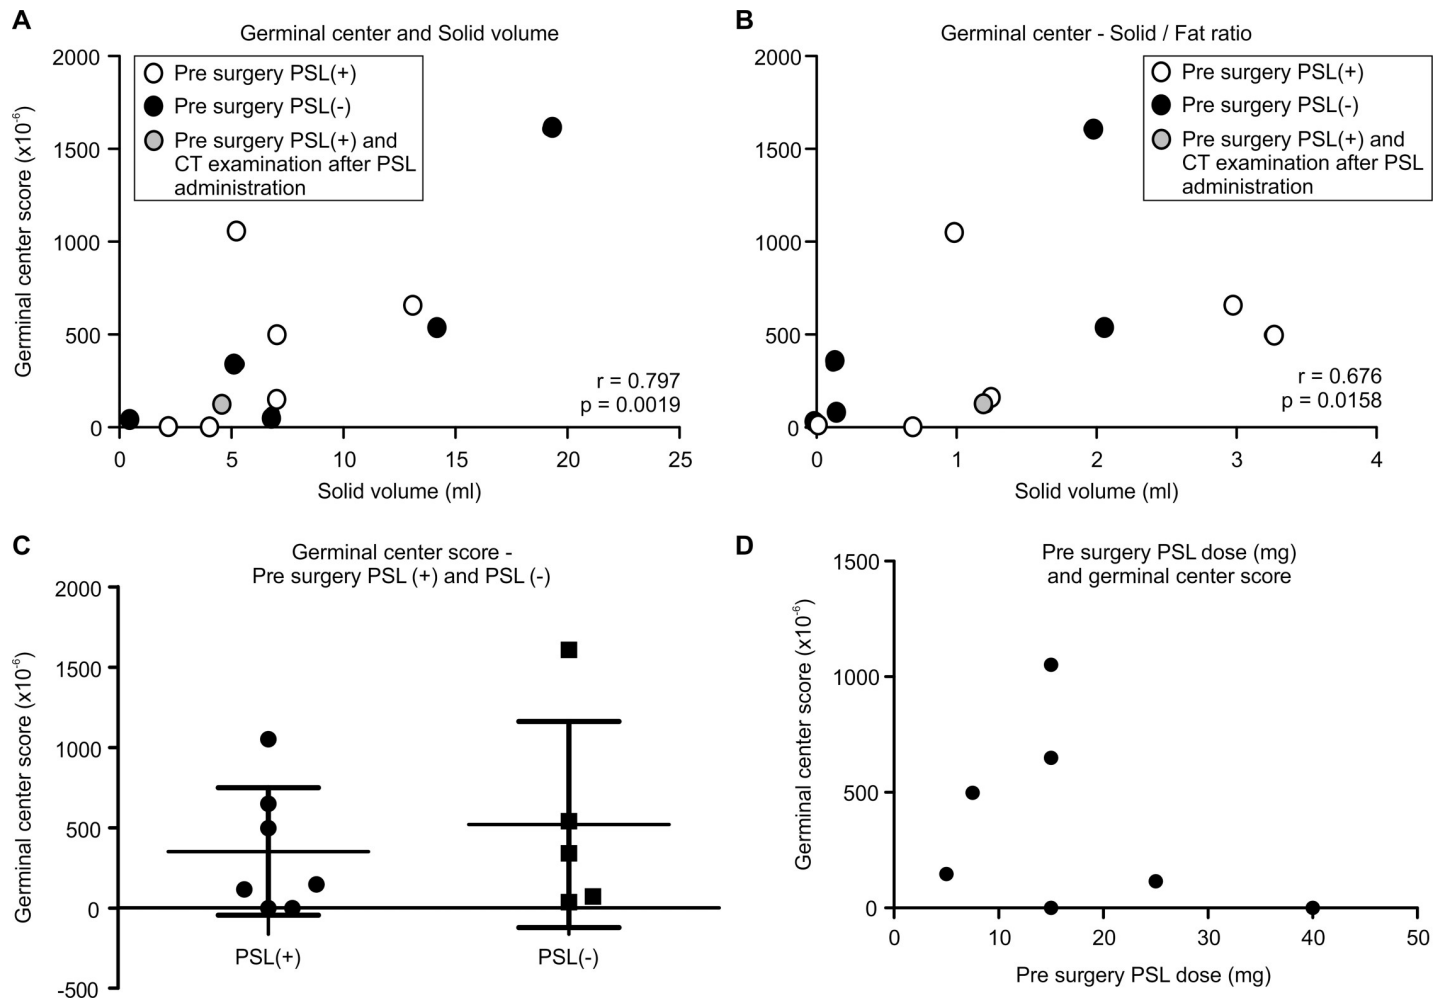 A
Germinal center and Solid volume
Germinal center score (x10⁻⁶)
2000
1500
1000
500
0
Pre surgery PSL(+)
Pre surgery PSL(-)
Pre surgery PSL(+) and
CT examination after PSL
administration
r = 0.797
p = 0.0019
0 5 10 15 20 25
Solid volume (ml)
B
Germinal center - Solid / Fat ratio
2000
1500
1000
500
0
Pre surgery PSL(+)
Pre surgery PSL(-)
Pre surgery PSL(+) and
CT examination after PSL
administration
r = 0.676
p = 0.0158
0 1 2 3 4
Solid volume (ml)
C
Germinal center score -
Pre surgery PSL (+) and PSL (-)
Germinal center score (x10⁻⁶)
2000
1500
1000
500
0
-500
PSL(+) PSL(-)
D
Pre surgery PSL dose (mg)
and germinal center score
Germinal center score (x10⁻⁶)
1500
1000
500
0
0 10 20 30 40 50
Pre surgery PSL dose (mg)